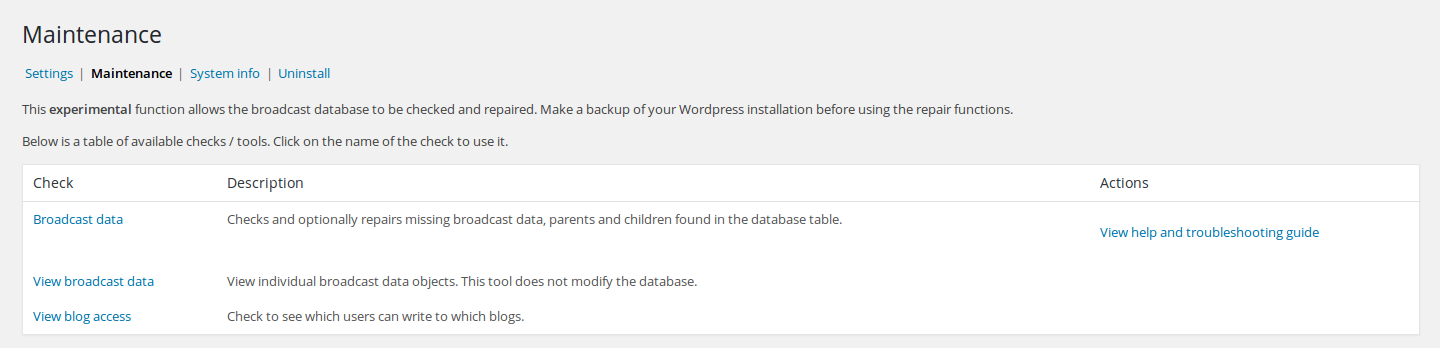 Maintenance
Settings | Maintenance | System info | Uninstall
This experimental function allows the broadcast database to be checked and repaired. Make a backup of your Wordpress installation before using the repair functions.
Below is a table of available checks / tools. Click on the name of the check to use it.
Check Description Actions
Broadcast data Checks and optionally repairs missing broadcast data, parents and children found in the database table.
View help and troubleshooting guide
View broadcast data View individual broadcast data objects. This tool does not modify the database.
View blog access Check to see which users can write to which blogs.